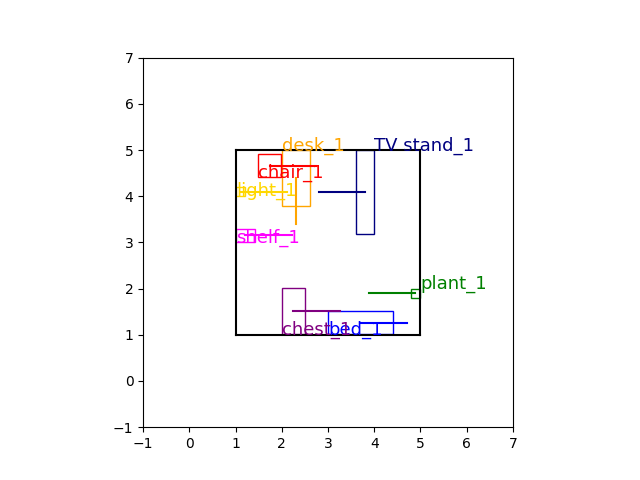 7
6
5
4
3
2
1
0
−1
−1 0 1 2 3 4 5 6 7
desk_1
TV stand_1
chair_1
light_1
shelf_1
plant_1
chest_1
bed_1